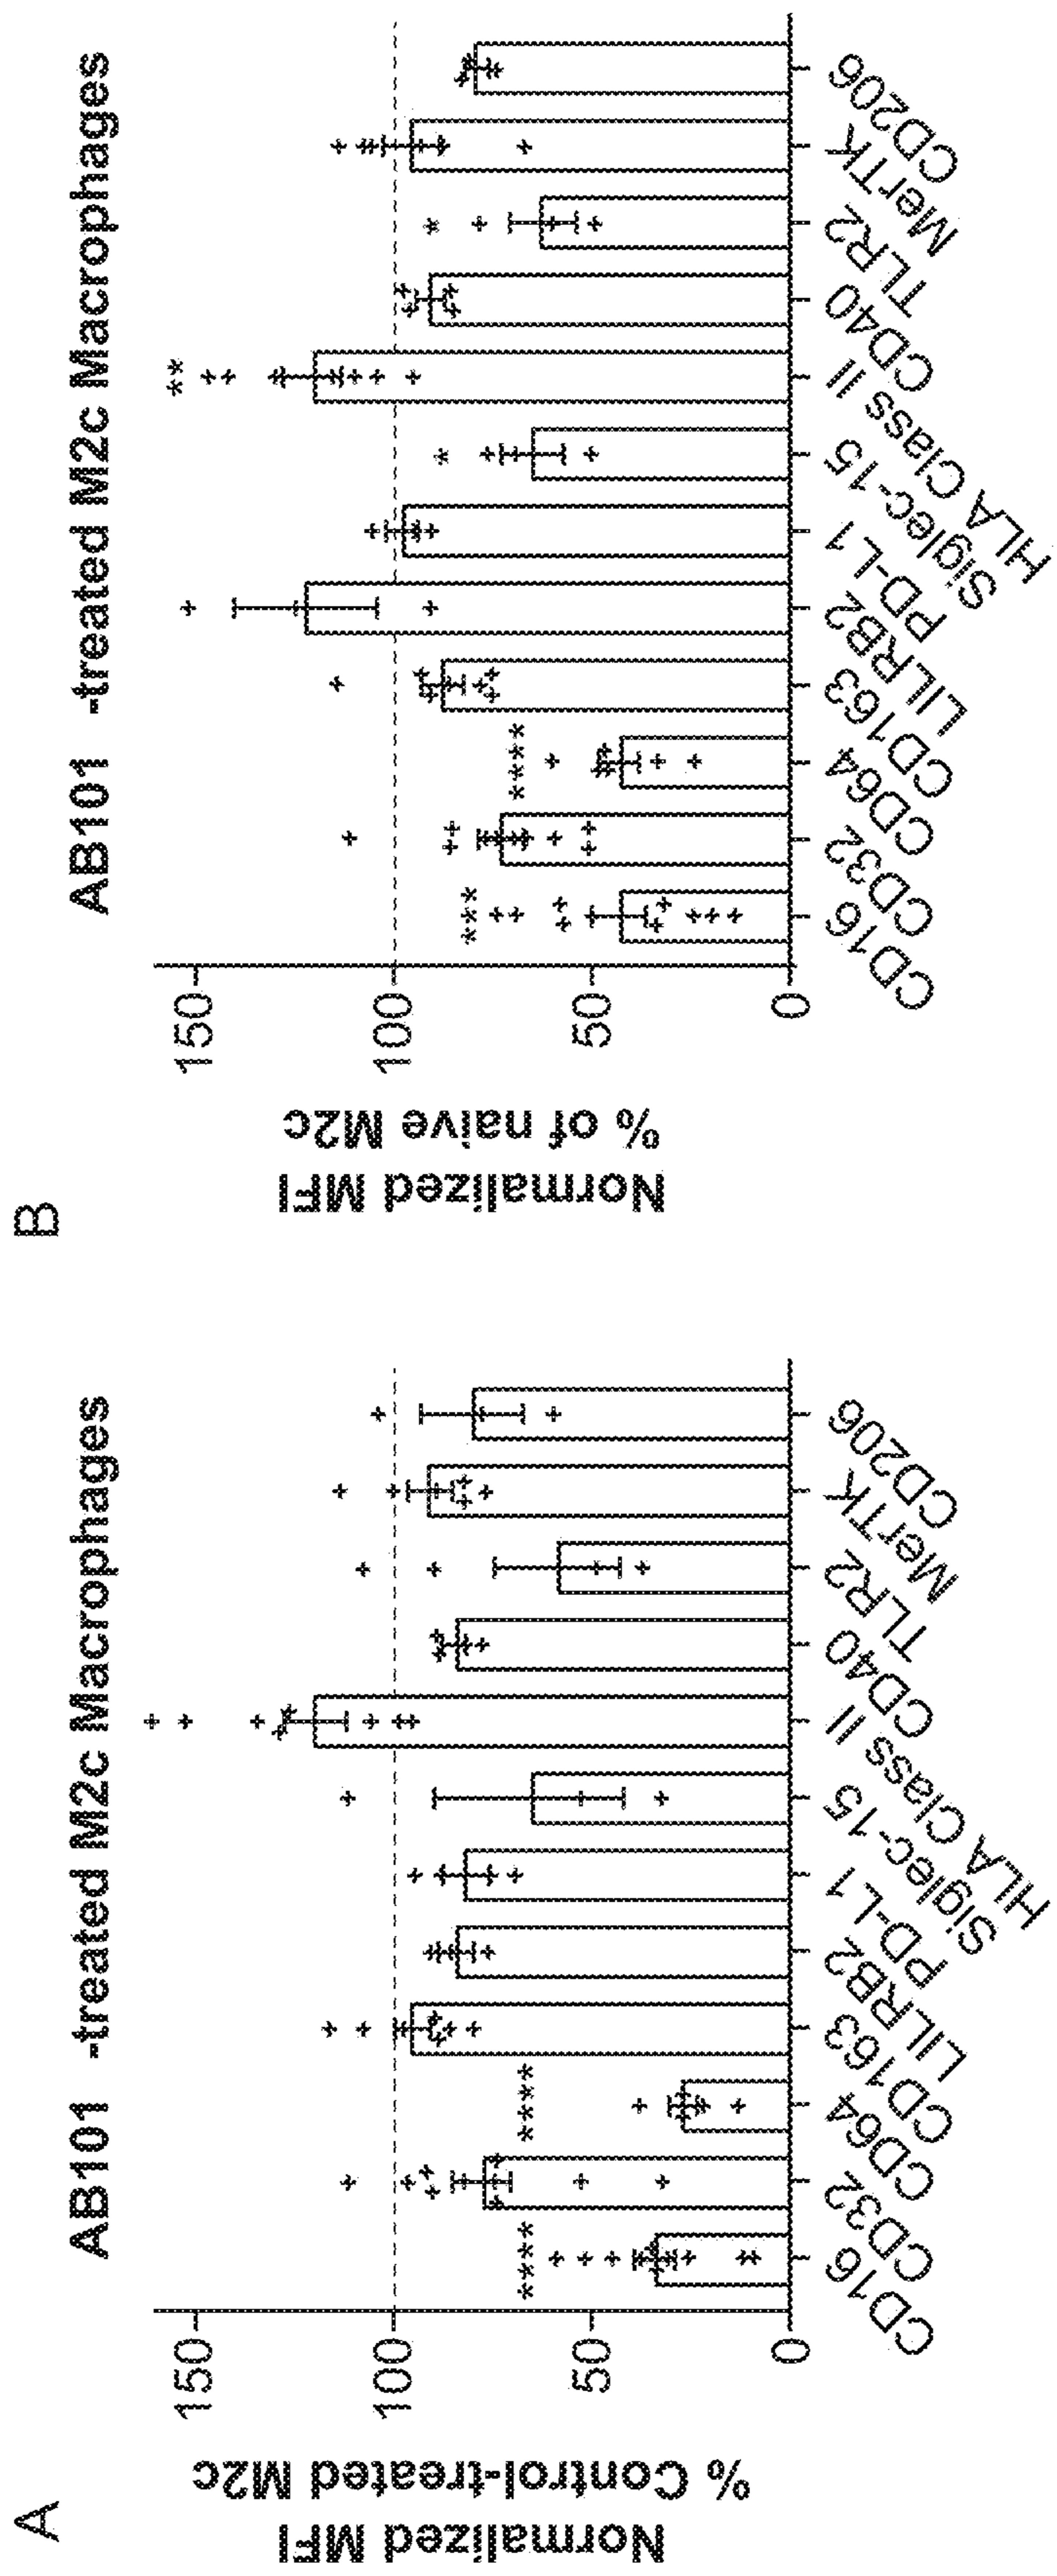 A
AB101 -treated M2c Macrophages
Normalized MFI
% Control-treated M2c
150
100
50
0
****
****
CD16
CD32
CD64
CD163
LILRB2
PD-L1
Siglec-15
HLA Class II
CD40
TLR2
MerTK
CD206
B
AB101 -treated M2c Macrophages
Normalized MFI
% of naive M2c
150
100
50
0
***
****
*
**
*
CD16
CD32
CD64
CD163
LILRB2
PD-L1
Siglec-15
HLA Class II
CD40
TLR2
MerTK
CD206